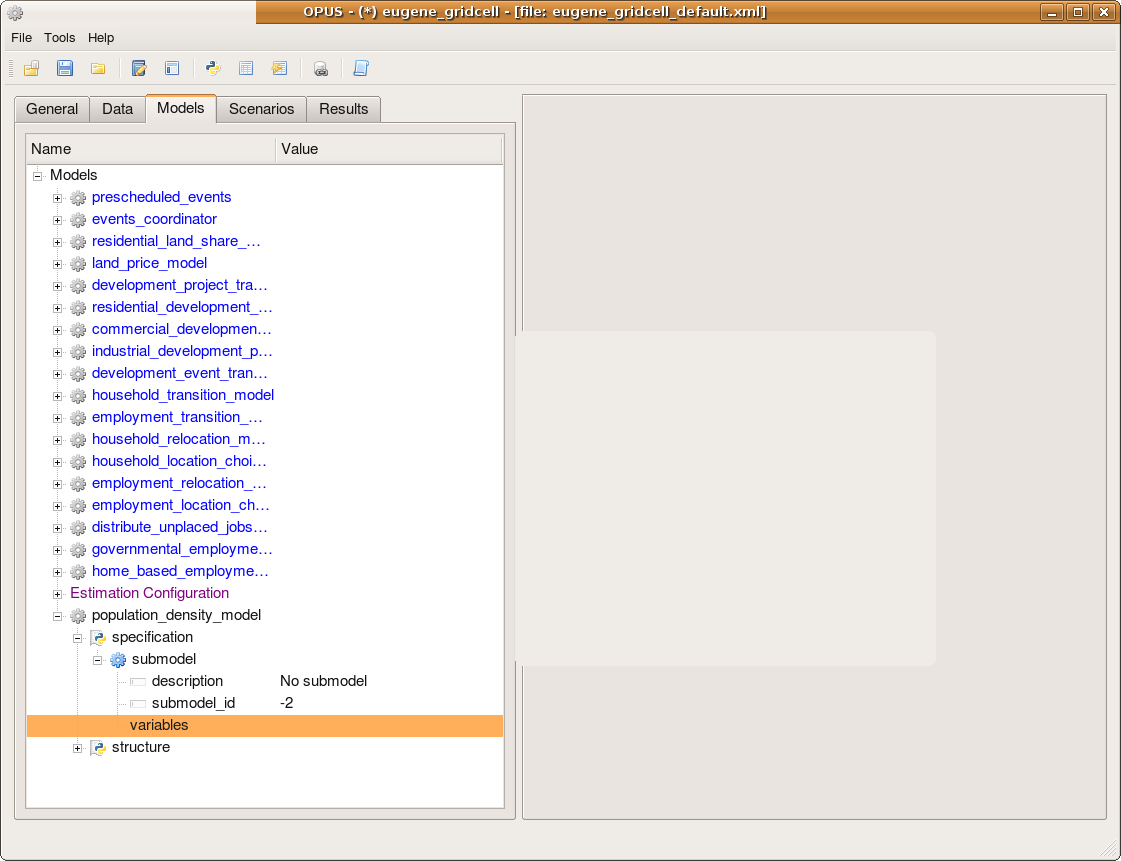 OPUS - (*) eugene_gridcell - [file: eugene_gridcell_default.xml]
File Tools Help
General Data Models Scenarios Results
Name Value
Models
prescheduled_events
events_coordinator
residential_land_share_...
land_price_model
development_project_tra...
residential_development_...
commercial_developmen...
industrial_development_p...
development_event_tran...
household_transition_model
employment_transition_...
household_relocation_m...
household_location_choi...
employment_relocation_...
employment_location_ch...
distribute_unplaced_jobs...
governmental_employme...
home_based_employme...
Estimation Configuration
population_density_model
specification
submodel
description No submodel
submodel_id -2
variables
structure